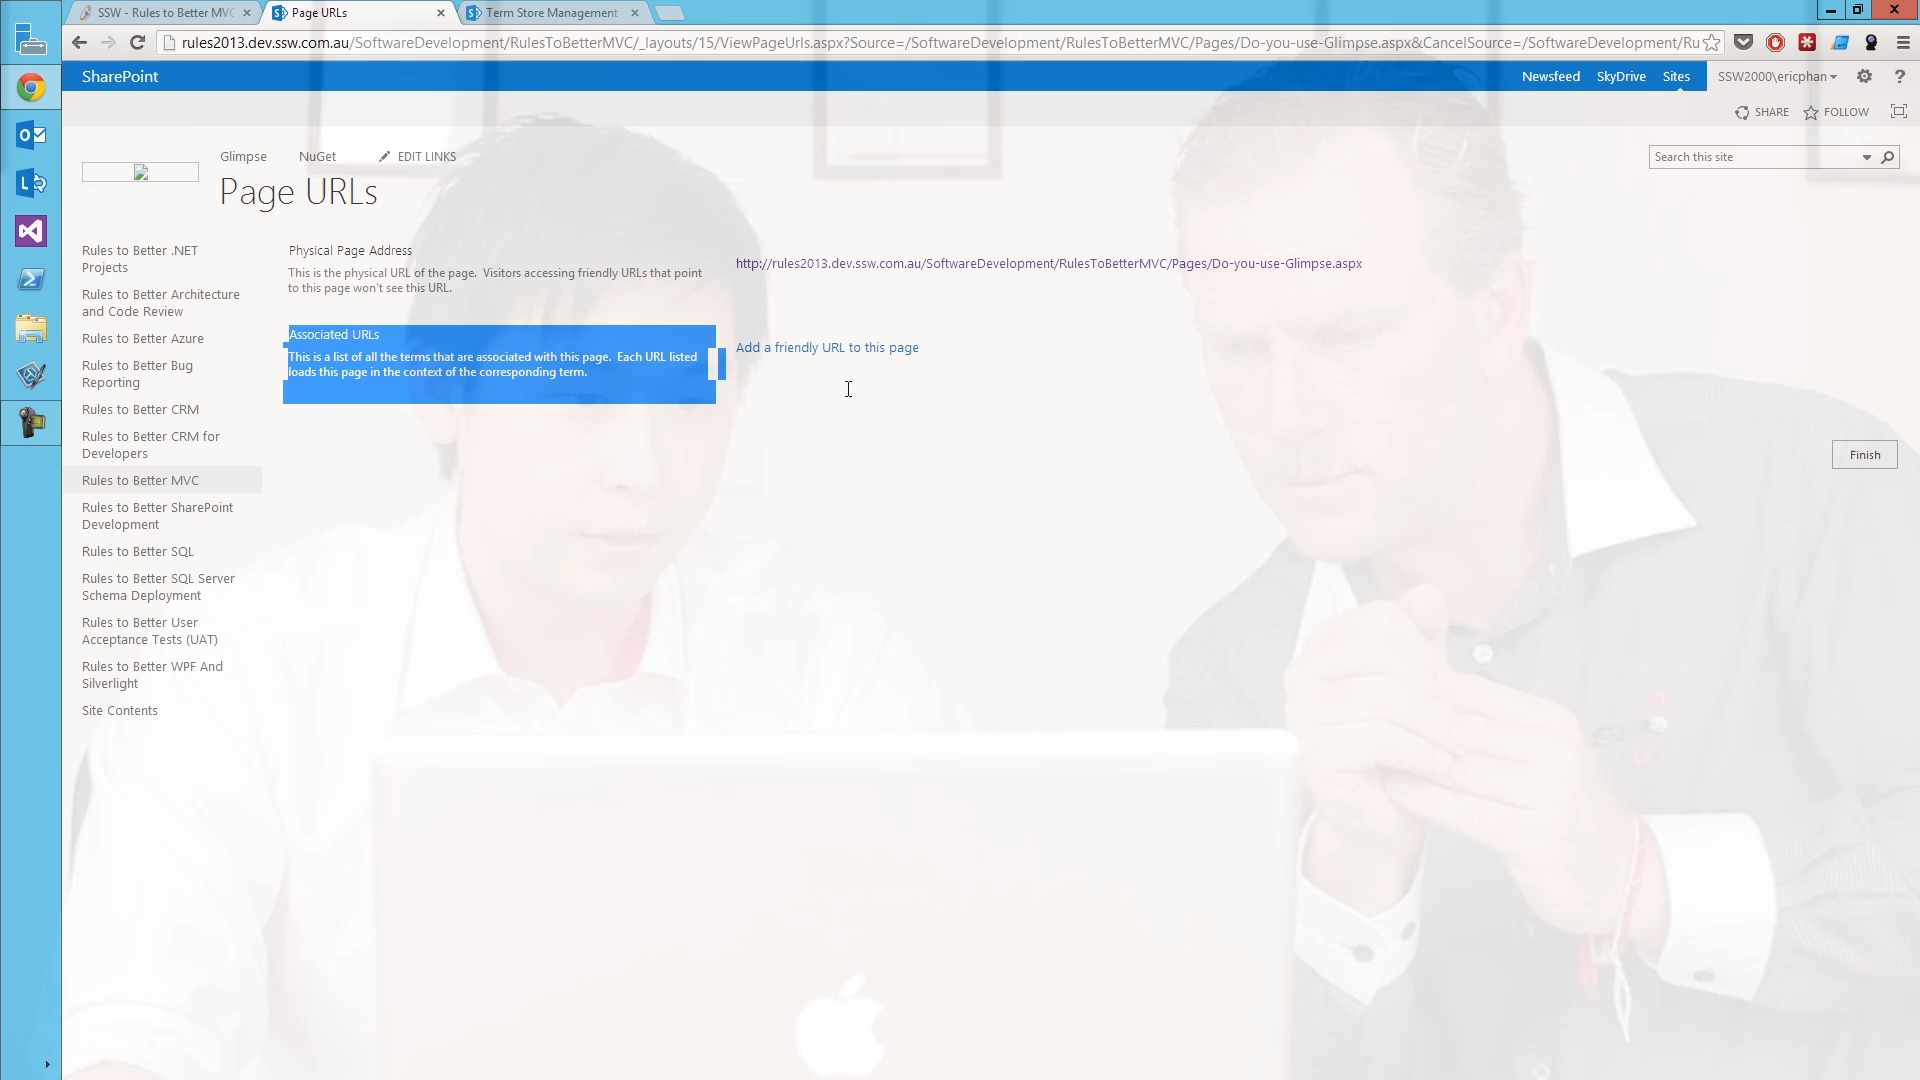 SSW - Rules to Better MVC
Page URLs
Term Store Management
rules2013.dev.ssw.com.au/SoftwareDevelopment/RulesToBetterMVC/_layouts/15/ViewPageUrls.aspx?Source=/SoftwareDevelopment/RulesToBetterMVC/Pages/Do-you-use-Glimpse.aspx&CancelSource=/SoftwareDevelopment/Ru
SharePoint
Newsfeed
SkyDrive
Sites
SSW2000\ericphan
?
SHARE
FOLLOW
Glimpse
NuGet
EDIT LINKS
Search this site
Page URLs
Rules to Better .NET
Projects
Rules to Better Architecture
and Code Review
Rules to Better Azure
Rules to Better Bug
Reporting
Rules to Better CRM
Rules to Better CRM for
Developers
Rules to Better MVC
Rules to Better SharePoint
Development
Rules to Better SQL
Rules to Better SQL Server
Schema Deployment
Rules to Better User
Acceptance Tests (UAT)
Rules to Better WPF And
Silverlight
Site Contents
Physical Page Address
This is the physical URL of the page. Visitors accessing friendly URLs that point
to this page won't see this URL.
http://rules2013.dev.ssw.com.au/SoftwareDevelopment/RulesToBetterMVC/Pages/Do-you-use-Glimpse.aspx
Associated URLs
This is a list of all the terms that are associated with this page. Each URL listed
loads this page in the context of the corresponding term.
Add a friendly URL to this page
Finish